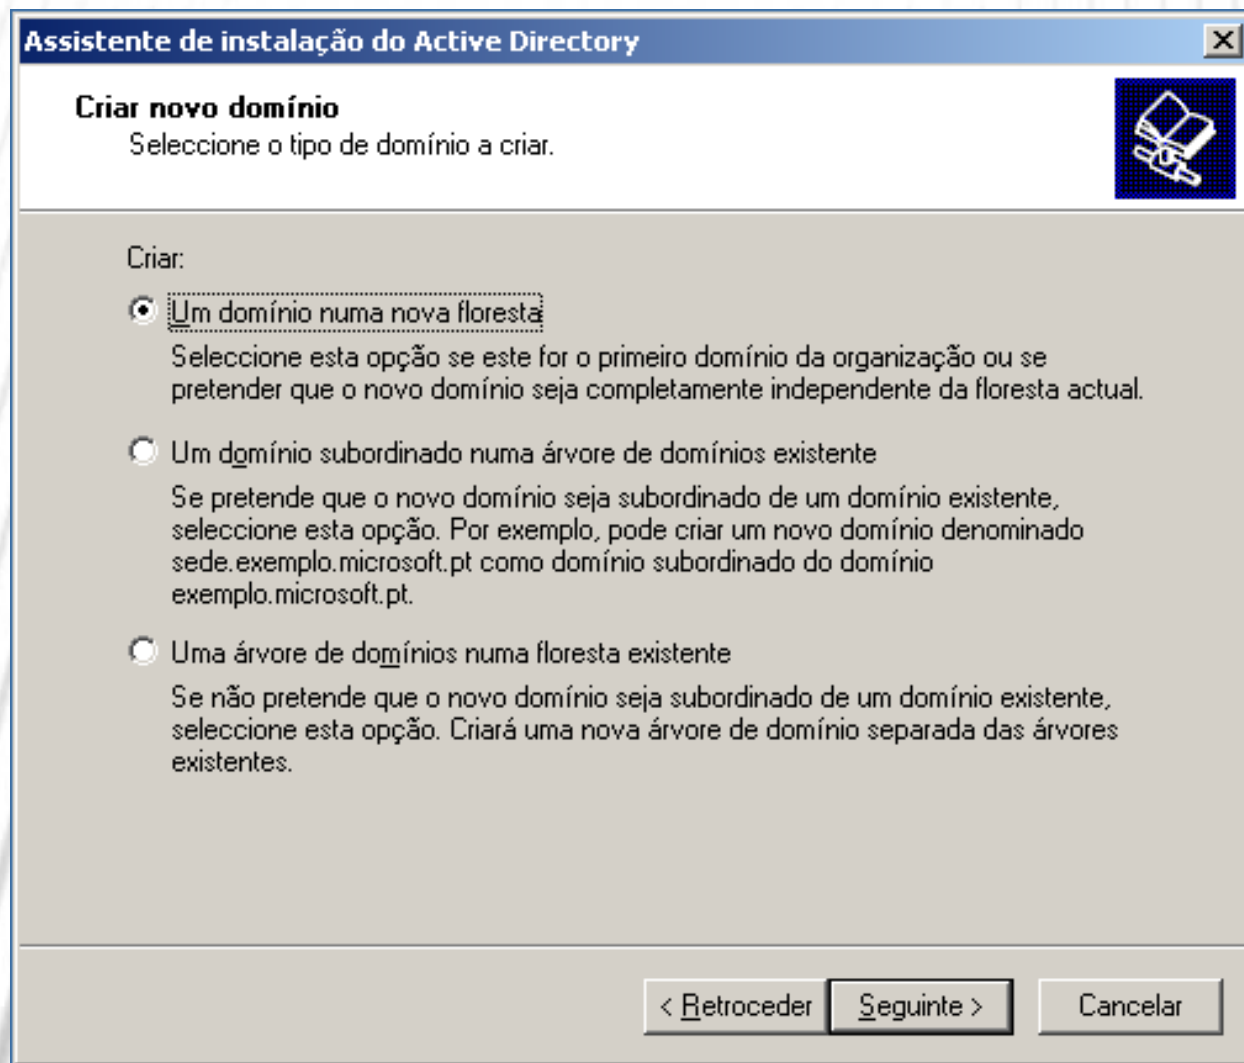 Assistente de instalação do Active Directory
Criar novo domínio
Seleccione o tipo de domínio a criar.
Criar:
Um domínio numa nova floresta
Seleccione esta opção se este for o primeiro domínio da organização ou se
pretender que o novo domínio seja completamente independente da floresta actual.
Um domínio subordinado numa árvore de domínios existente
Se pretende que o novo domínio seja subordinado de um domínio existente,
seleccione esta opção. Por exemplo, pode criar um novo domínio denominado
sede.exemplo.microsoft.pt como domínio subordinado do domínio
exemplo.microsoft.pt.
Uma árvore de domínios numa floresta existente
Se não pretende que o novo domínio seja subordinado de um domínio existente,
seleccione esta opção. Criará uma nova árvore de domínio separada das árvores
existentes.
< Retroceder Seguinte > Cancelar